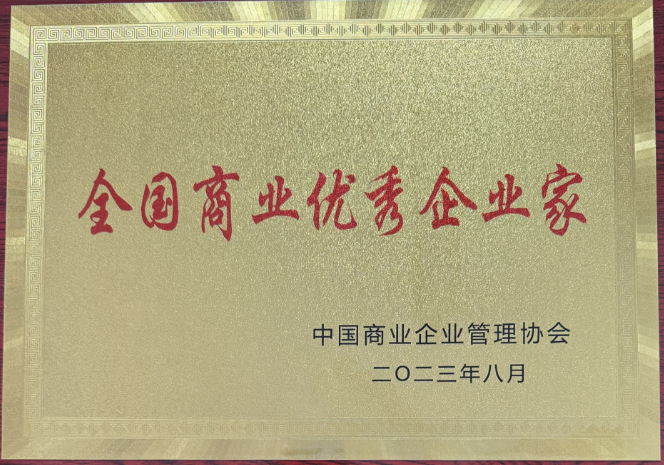 全国商业优秀企业家
中国商业企业管理协会
二〇二三年八月